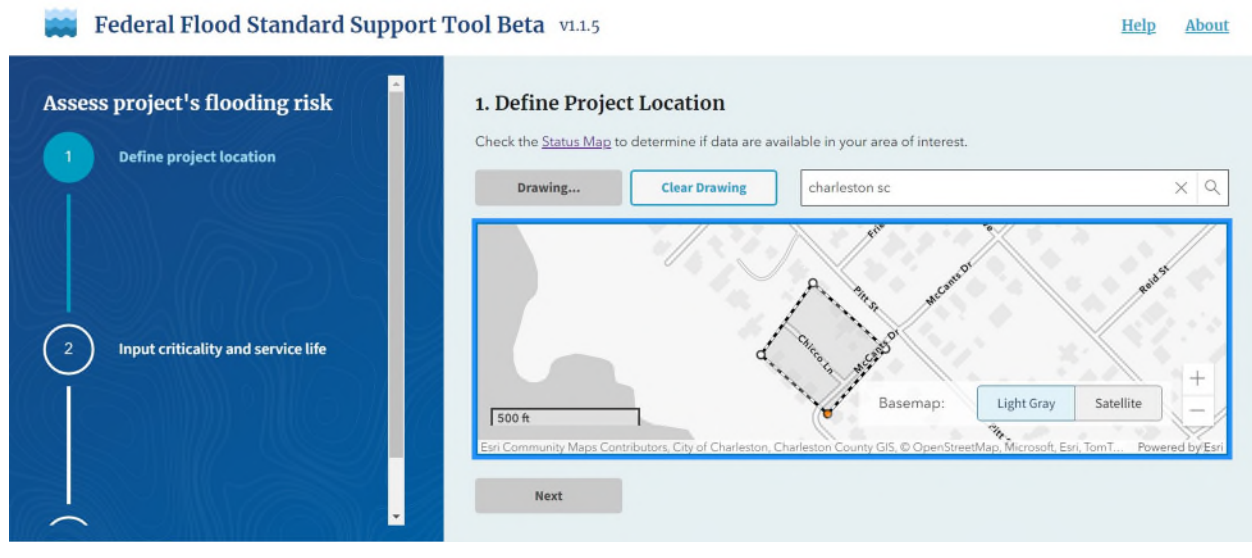 Federal Flood Standard Support Tool Beta v1.1.5
Help About
Assess project's flooding risk
1 Define project location
2 Input criticality and service life
1. Define Project Location
Check the Status Map to determine if data are available in your area of interest.
Drawing... Clear Drawing charleston sc
Pitt St
McCants Dr
Reid St
Chicco Ln
McCants Dr
Basemap: Light Gray Satellite
500 ft
Esri Community Maps Contributors, City of Charleston, Charleston County GIS, © OpenStreetMap, Microsoft, Esri, TomT... Powered by Esri
Next